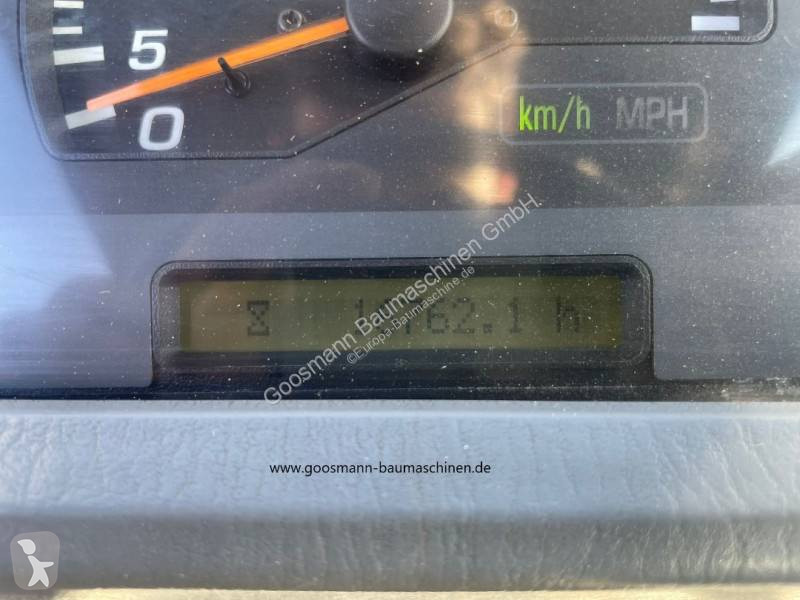 5
0
km/h MPH
Goosmann Baumaschinen GmbH.
©Europa-Baumaschine.de
www.goosmann-baumaschinen.de